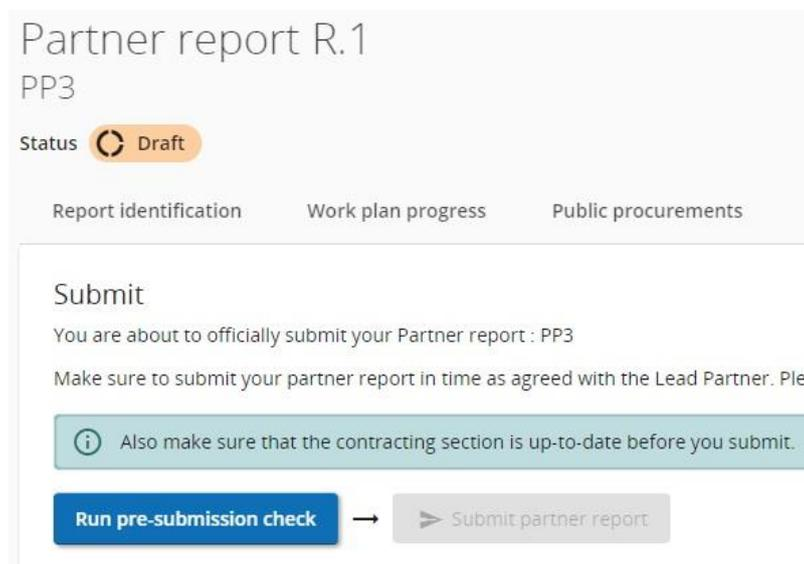 Partner report R.1
PP3
Status Draft
Report identification Work plan progress Public procurements
Submit
You are about to officially submit your Partner report : PP3
Make sure to submit your partner report in time as agreed with the Lead Partner. Ple
Also make sure that the contracting section is up-to-date before you submit.
Run pre-submission check → Submit partner report